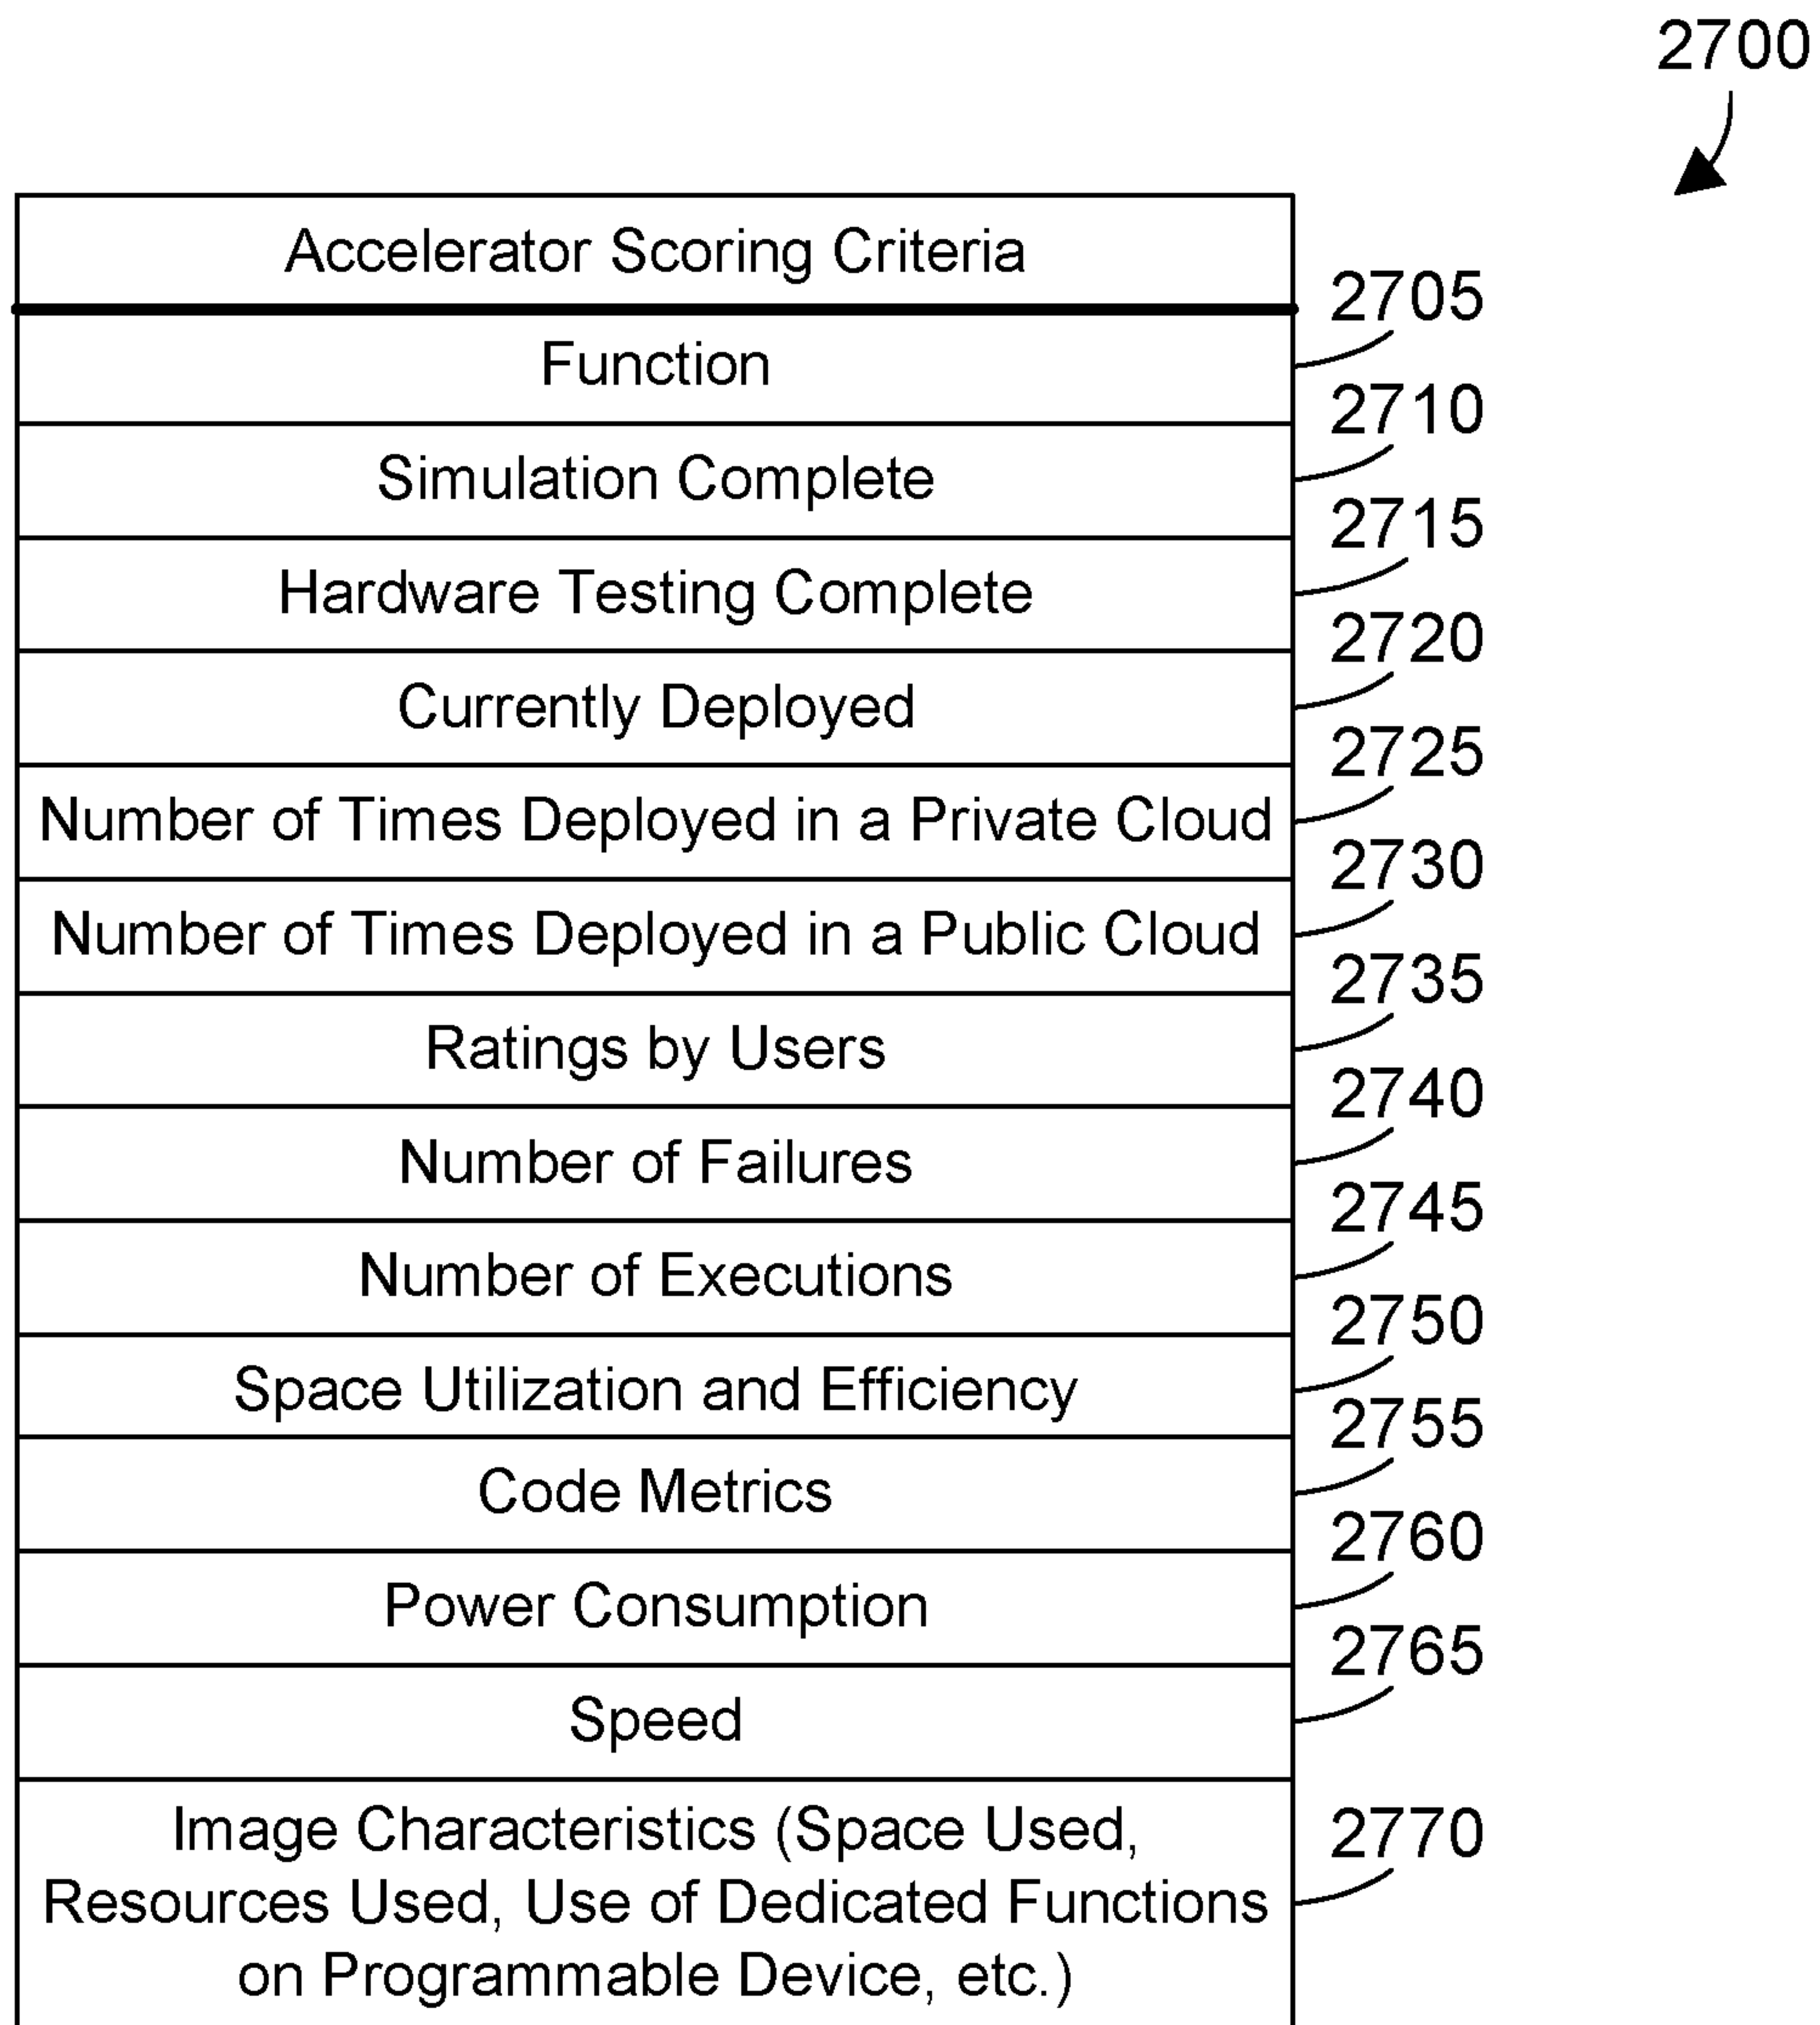 2700
Accelerator Scoring Criteria
2705
Function
2710
Simulation Complete
2715
Hardware Testing Complete
2720
Currently Deployed
2725
Number of Times Deployed in a Private Cloud
2730
Number of Times Deployed in a Public Cloud
2735
Ratings by Users
2740
Number of Failures
2745
Number of Executions
2750
Space Utilization and Efficiency
2755
Code Metrics
2760
Power Consumption
2765
Speed
2770
Image Characteristics (Space Used,
Resources Used, Use of Dedicated Functions
on Programmable Device, etc.)